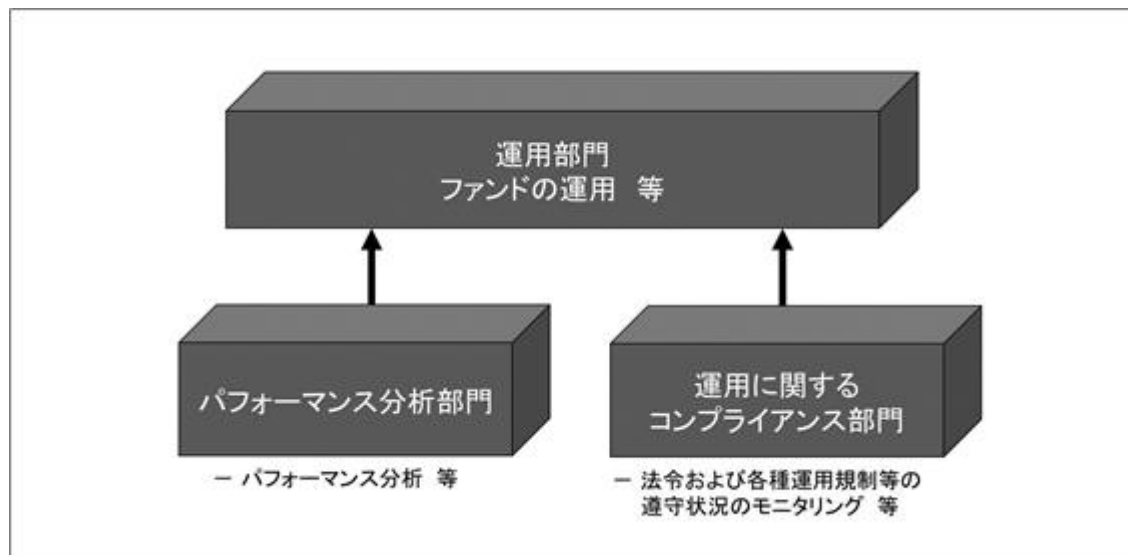 運用部門
ファンドの運用 等
パフォーマンス分析部門
－ パフォーマンス分析 等
運用に関する
コンプライアンス部門
－ 法令および各種運用規制等の
遵守状況のモニタリング 等